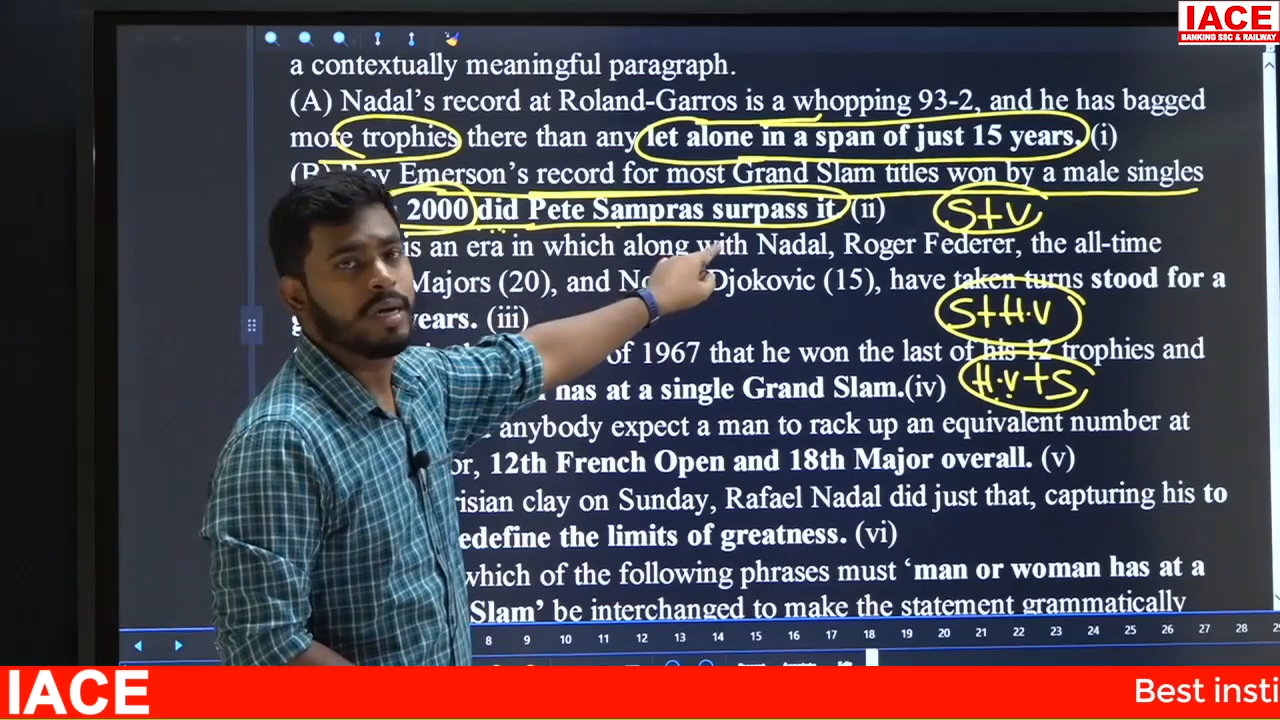 IACE
BANKING SSC & RAILWAY
a contextually meaningful paragraph.
(A) Nadal's record at Roland-Garros is a whopping 93-2, and he has bagged
more trophies there than any let alone in a span of just 15 years. (i)
(B) Roy Emerson's record for most Grand Slam titles won by a male singles
2000 did Pete Sampras surpass it. (ii) S+V
is an era in which along with Nadal, Roger Federer, the all-time
Majors (20), and Djokovic (15), have taken turns stood for a
years. (iii) S+H.V
of 1967 that he won the last of his 12 trophies and
has at a single Grand Slam.(iv) H.V+S
anybody expect a man to rack up an equivalent number at
12th French Open and 18th Major overall. (v)
on Sunday, Rafael Nadal did just that, capturing his to
the limits of greatness. (vi)
which of the following phrases must ‘man or woman has at a
Slam’ be interchanged to make the statement grammatically
8 9 10 11 12 13 14 15 16 17 18 19 20 21 22 23 24 25 26 27 28
IACE
Best insti